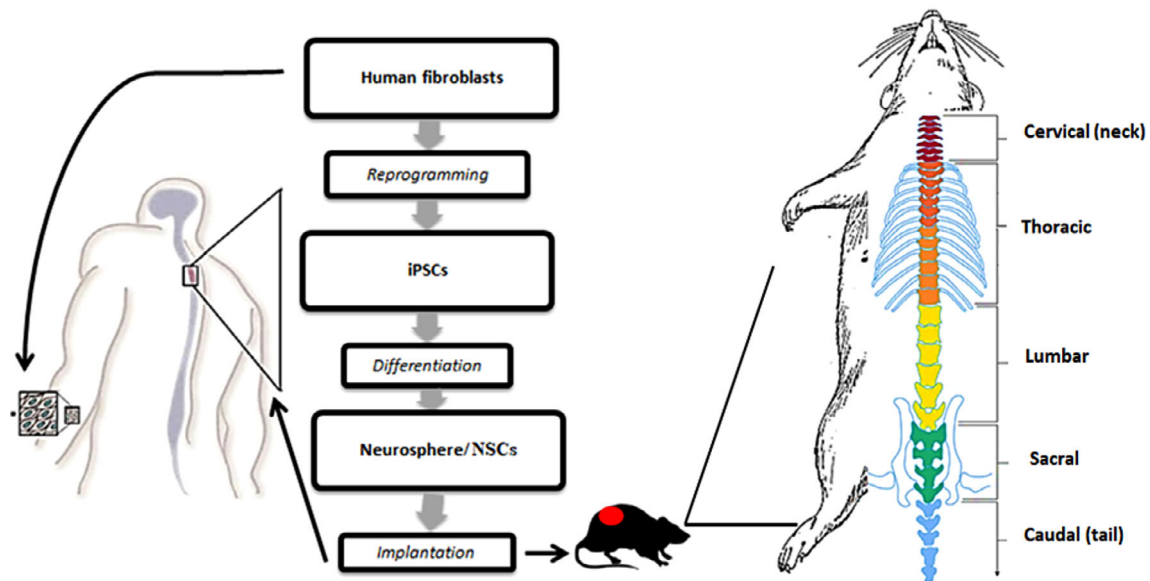 Human fibroblasts
Reprogramming
iPSCs
Differentiation
Neurosphere/NSCs
Implantation
Cervical (neck)
Thoracic
Lumbar
Sacral
Caudal (tail)